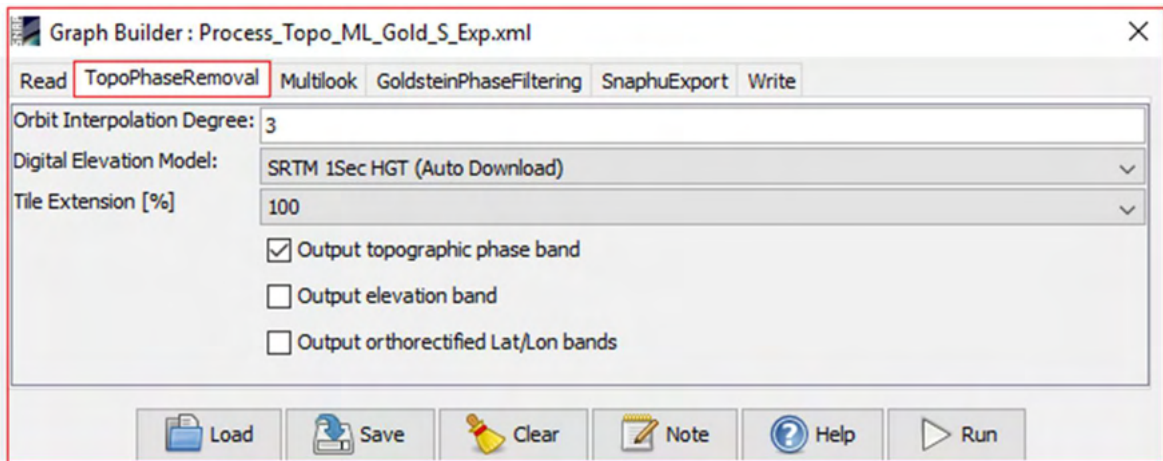 Graph Builder : Process_Topo_ML_Gold_S_Exp.xml
Read TopoPhaseRemoval Multilook GoldsteinPhaseFiltering SnaphuExport Write
Orbit Interpolation Degree: 3
Digital Elevation Model: SRTM 1Sec HGT (Auto Download)
Tile Extension [%] 100
Output topographic phase band
Output elevation band
Output orthorectified Lat/Lon bands
Load Save Clear Note Help Run